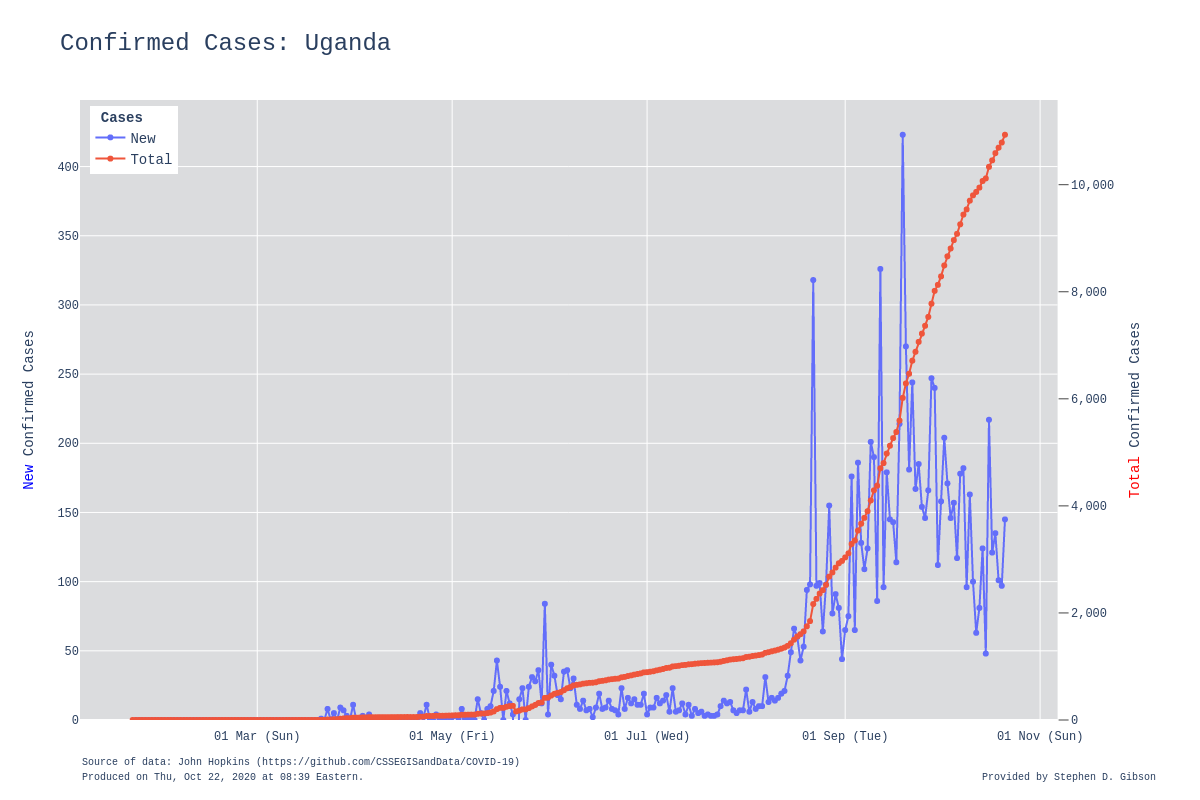 Confirmed Cases: Uganda
Cases
New
Total
400
350
300
250
200
150
100
50
0
10,000
8,000
6,000
4,000
2,000
0
New Confirmed Cases
Total Confirmed Cases
01 Mar (Sun)
01 May (Fri)
01 Jul (Wed)
01 Sep (Tue)
01 Nov (Sun)
Source of data: John Hopkins (https://github.com/CSSEGISandData/COVID-19)
Produced on Thu, Oct 22, 2020 at 08:39 Eastern.
Provided by Stephen D. Gibson